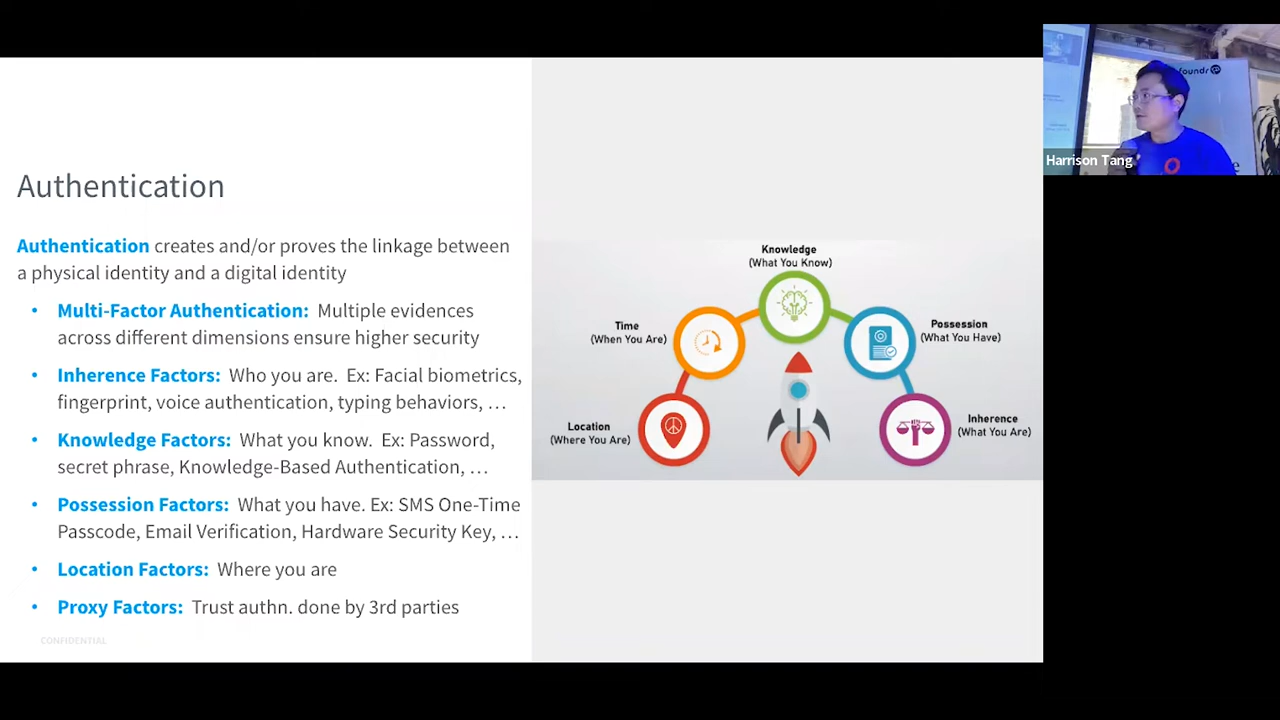 Authentication
Authentication creates and/or proves the linkage between
a physical identity and a digital identity
• Multi-Factor Authentication: Multiple evidences
across different dimensions ensure higher security
• Inherence Factors: Who you are. Ex: Facial biometrics,
fingerprint, voice authentication, typing behaviors, …
• Knowledge Factors: What you know. Ex: Password,
secret phrase, Knowledge-Based Authentication, …
• Possession Factors: What you have. Ex: SMS One-Time
Passcode, Email Verification, Hardware Security Key, …
• Location Factors: Where you are
• Proxy Factors: Trust authn. done by 3rd parties
CONFIDENTIAL
Knowledge
(What You Know)
Time
(When You Are)
Possession
(What You Have)
Location
(Where You Are)
Inherence
(What You Are)
foundr
Harrison Tang